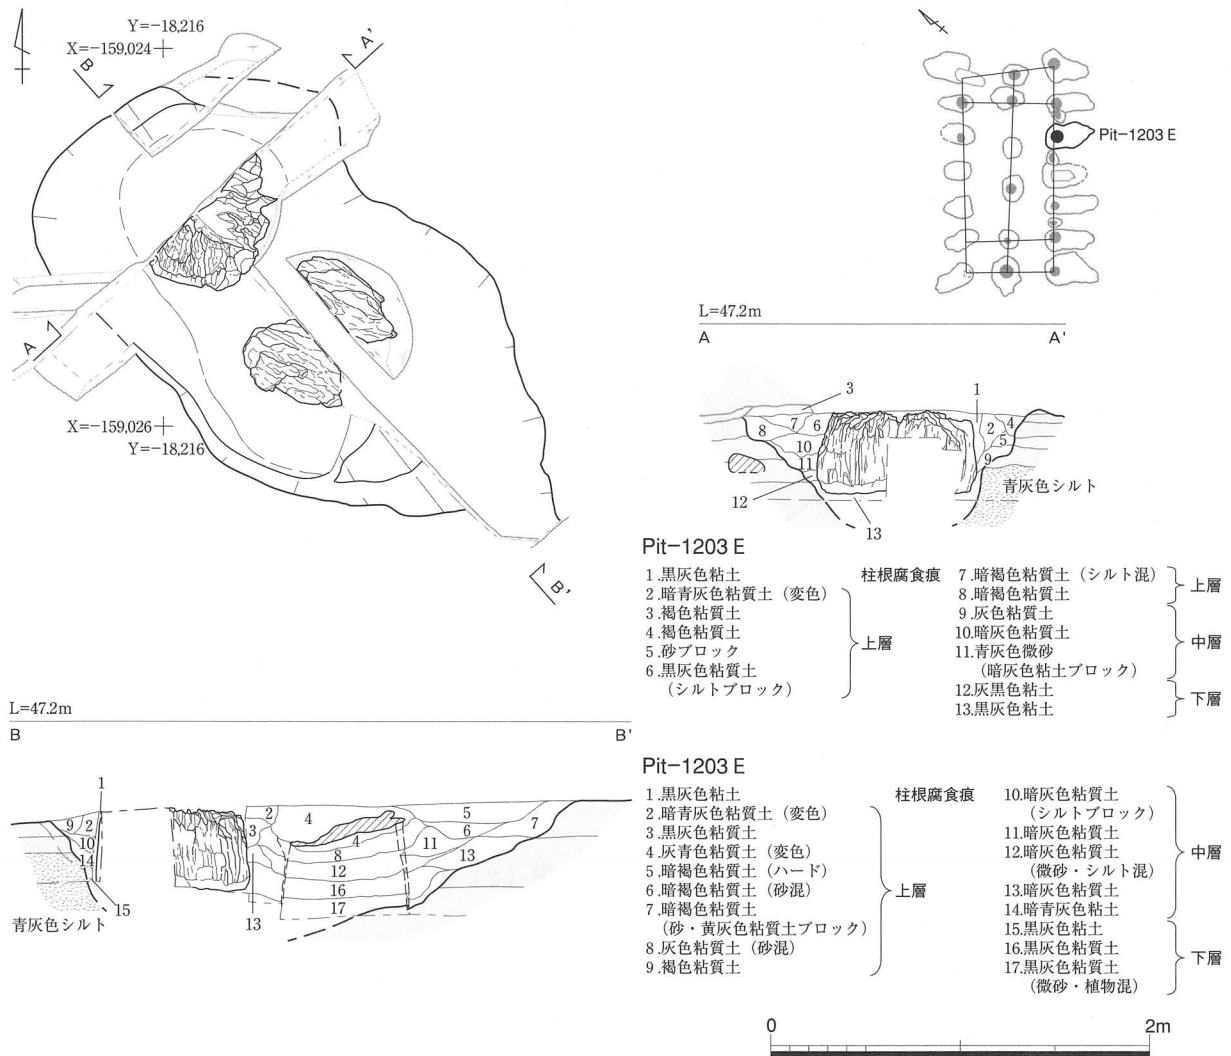 Y=−18,216
X=−159,024
B
A'
A
X=−159,026
Y=−18,216
B'
Pit−1203 E
L=47.2m
A
A'
3
1
8
7
6
2
4
5
10
11
9
12
13
青灰色シルト
Pit−1203 E
1.黒灰色粘土
柱根腐食痕
2.暗青灰色粘質土（変色）
3.褐色粘質土
4.褐色粘質土
5.砂ブロック
6.黒灰色粘質土
（シルトブロック）
上層
7.暗褐色粘質土（シルト混）
8.暗褐色粘質土
上層
9.灰色粘質土
10.暗灰色粘質土
11.青灰色微砂
（暗灰色粘土ブロック）
中層
12.灰黒色粘土
13.黒灰色粘土
下層
L=47.2m
B
B'
1
9
2
10
14
15
青灰色シルト
2
3
4
4
8
12
16
17
13
5
6
7
11
13
Pit−1203 E
1.黒灰色粘土
柱根腐食痕
2.暗青灰色粘質土（変色）
3.黒灰色粘質土
4.灰青色粘質土（変色）
5.暗褐色粘質土（ハード）
6.暗褐色粘質土（砂混）
7.暗褐色粘質土
（砂・黄灰色粘質土ブロック）
8.灰色粘質土（砂混）
9.褐色粘質土
上層
10.暗灰色粘質土
（シルトブロック）
11.暗灰色粘質土
12.暗灰色粘質土
（微砂・シルト混）
13.暗灰色粘質土
14.暗青灰色粘土
中層
15.黒灰色粘土
16.黒灰色粘質土
17.黒灰色粘質土
（微砂・植物混）
下層
0
2m